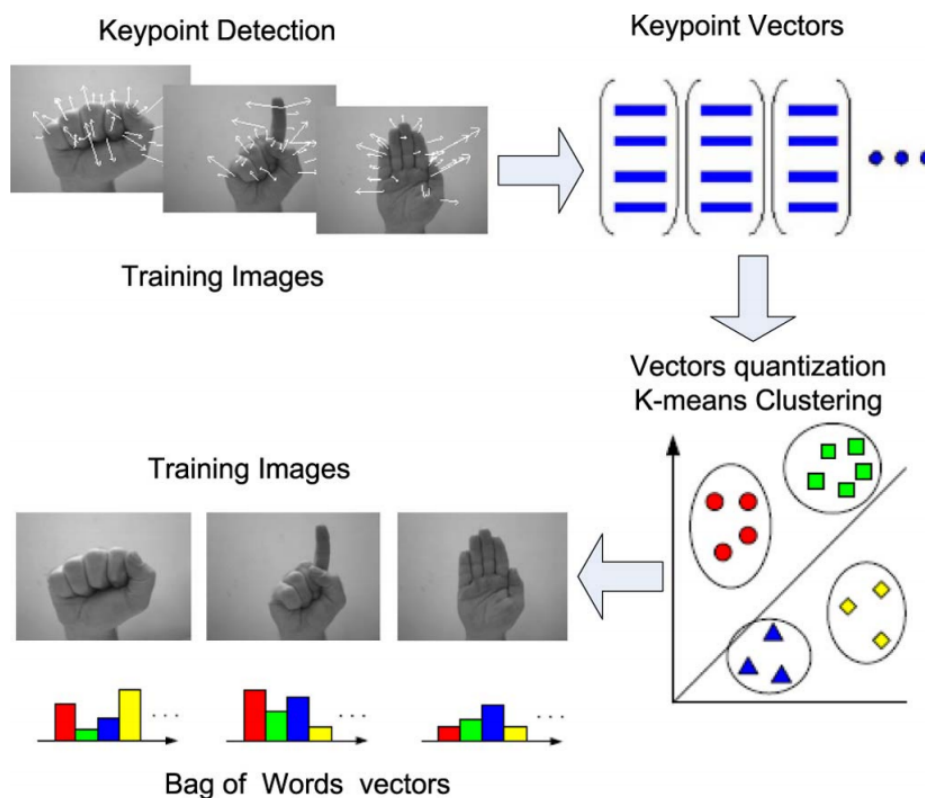 Keypoint Detection
Keypoint Vectors
Training Images
Vectors quantization
K-means Clustering
Training Images
Bag of Words vectors